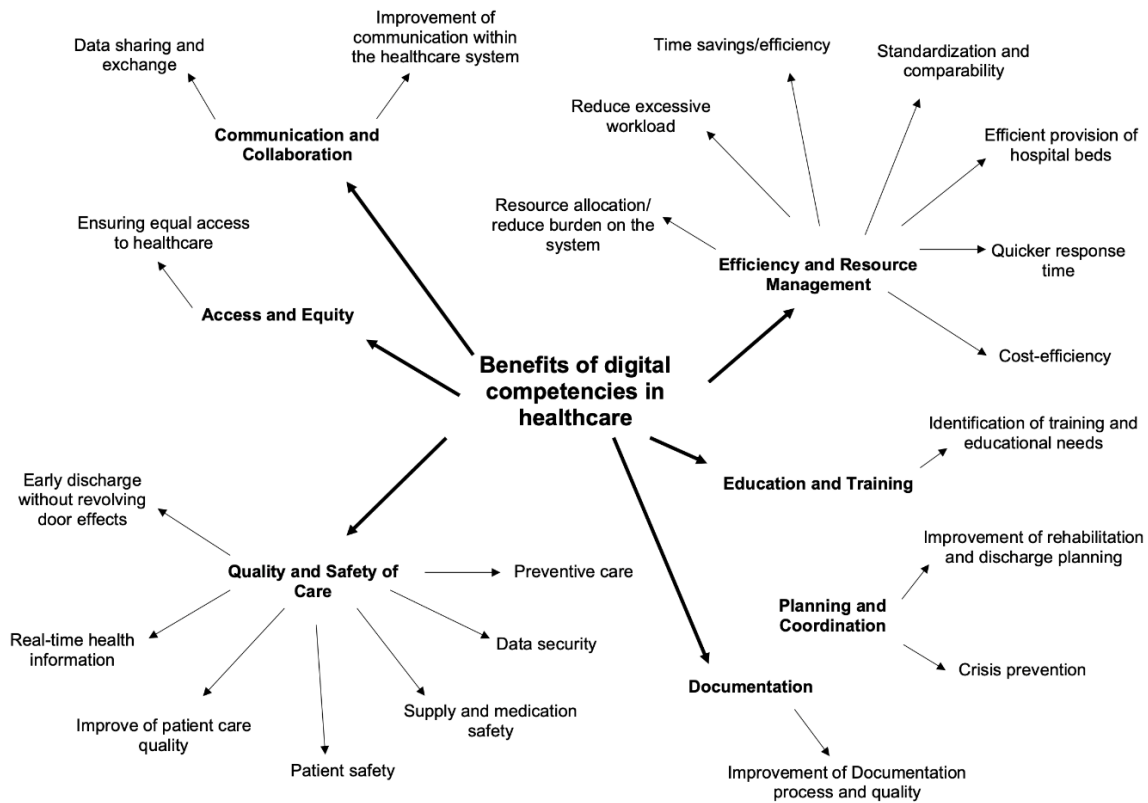 Data sharing and
exchange
Improvement of
communication within
the healthcare system
Communication and
Collaboration
Ensuring equal access
to healthcare
Access and Equity
Time savings/efficiency
Standardization and
comparability
Reduce excessive
workload
Efficient provision of
hospital beds
Resource allocation/
reduce burden on the
system
Efficiency and Resource
Management
Quicker response
time
Cost-efficiency
Benefits of digital
competencies in
healthcare
Identification of training and
educational needs
Education and Training
Early discharge
without revolving
door effects
Quality and Safety of
Care
Preventive care
Real-time health
information
Data security
Improve of patient care
quality
Supply and medication
safety
Patient safety
Improvement of rehabilitation
and discharge planning
Planning and
Coordination
Crisis prevention
Documentation
Improvement of Documentation
process and quality